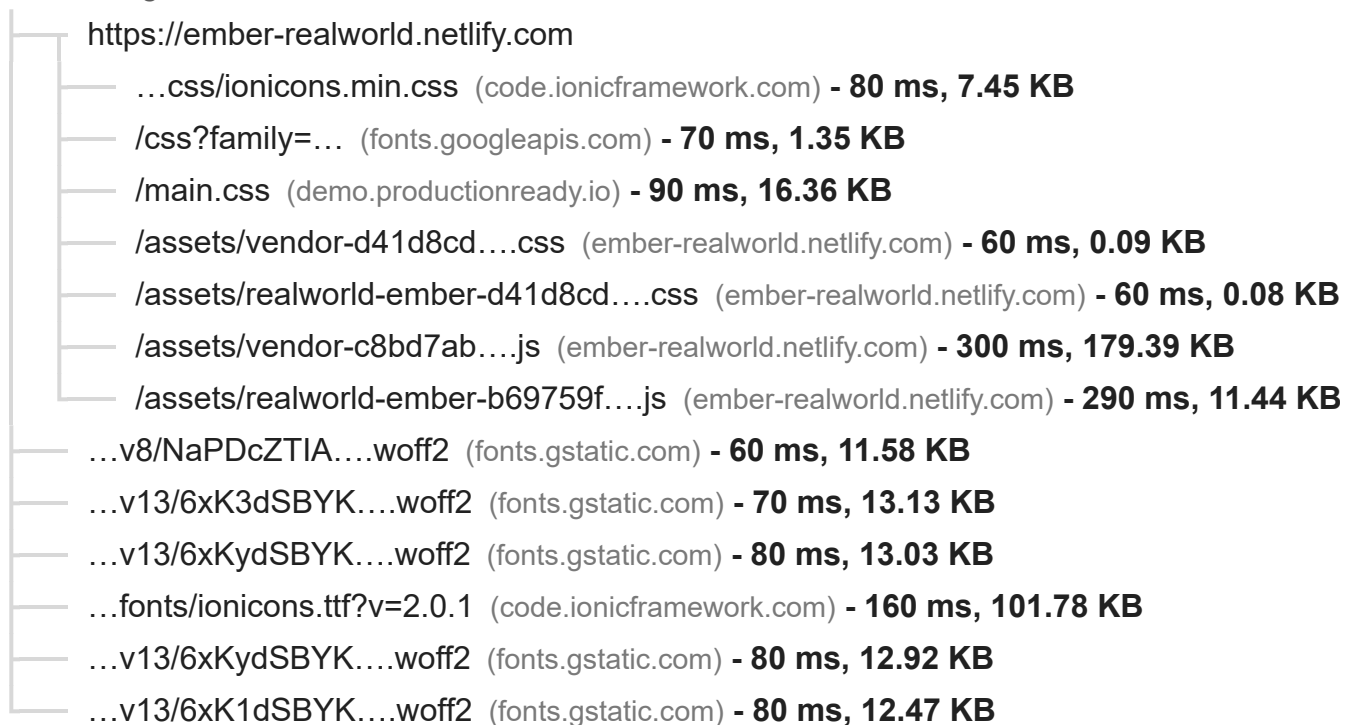 https://ember-realworld.netlify.com
…css/ionicons.min.css (code.ionicframework.com) - 80 ms, 7.45 KB
/css?family=… (fonts.googleapis.com) - 70 ms, 1.35 KB
/main.css (demo.productionready.io) - 90 ms, 16.36 KB
/assets/vendor-d41d8cd….css (ember-realworld.netlify.com) - 60 ms, 0.09 KB
/assets/realworld-ember-d41d8cd….css (ember-realworld.netlify.com) - 60 ms, 0.08 KB
/assets/vendor-c8bd7ab….js (ember-realworld.netlify.com) - 300 ms, 179.39 KB
/assets/realworld-ember-b69759f….js (ember-realworld.netlify.com) - 290 ms, 11.44 KB
…v8/NaPDcZTIA….woff2 (fonts.gstatic.com) - 60 ms, 11.58 KB
…v13/6xK3dSBYK….woff2 (fonts.gstatic.com) - 70 ms, 13.13 KB
…v13/6xKydSBYK….woff2 (fonts.gstatic.com) - 80 ms, 13.03 KB
…fonts/ionicons.ttf?v=2.0.1 (code.ionicframework.com) - 160 ms, 101.78 KB
…v13/6xKydSBYK….woff2 (fonts.gstatic.com) - 80 ms, 12.92 KB
…v13/6xK1dSBYK….woff2 (fonts.gstatic.com) - 80 ms, 12.47 KB